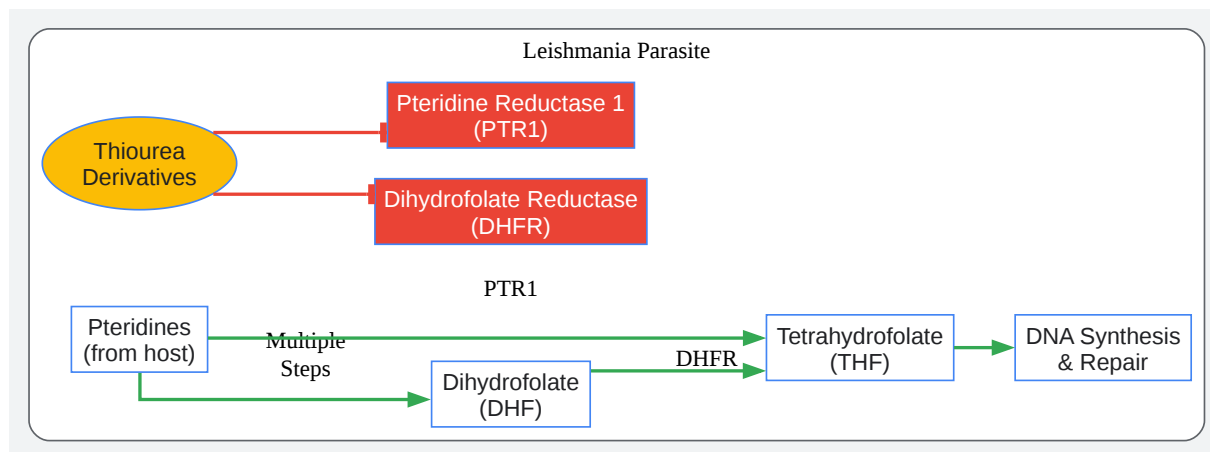 Leishmania Parasite
Pteridine Reductase 1
(PTR1)
Thiourea
Derivatives
Dihydrofolate Reductase
(DHFR)
PTR1
Pteridines
(from host)
Multiple
Steps
Dihydrofolate
(DHF)
DHFR
Tetrahydrofolate
(THF)
DNA Synthesis
& Repair